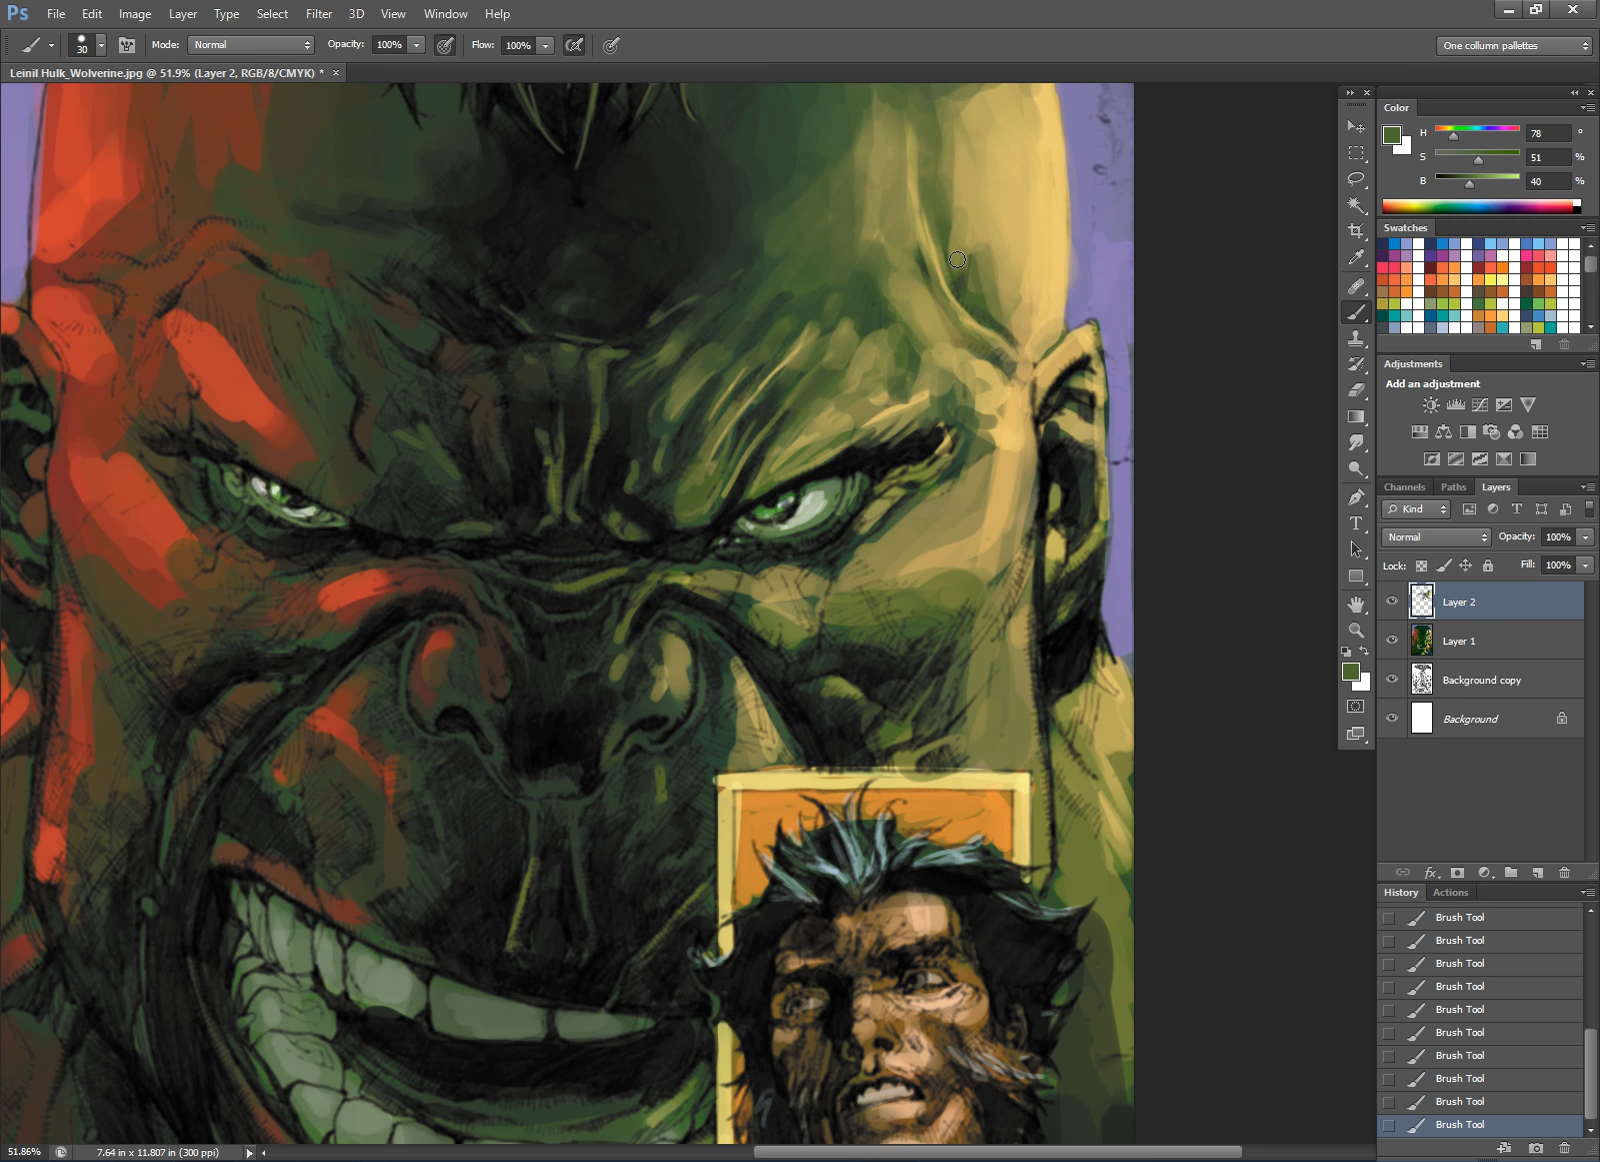 Ps File Edit Image Layer Type Select Filter 3D View Window Help
30 Mode: Normal Opacity: 100% Flow: 100% One collumn palettes
Leinil Hulk_Wolverine.jpg @ 51.9% (Layer 2, RGB/8/CMYK) * ×
Color
H 78 °
S 51 %
B 40 %
Swatches
Adjustments
Add an adjustment
Channels Paths Layers
Kind
Normal Opacity: 100%
Lock: Fill: 100%
Layer 2
Layer 1
Background copy
Background
fx
History Actions
Brush Tool
Brush Tool
Brush Tool
Brush Tool
Brush Tool
Brush Tool
Brush Tool
Brush Tool
Brush Tool
Brush Tool
51.86% 7.64 in x 11.807 in (300 ppi)